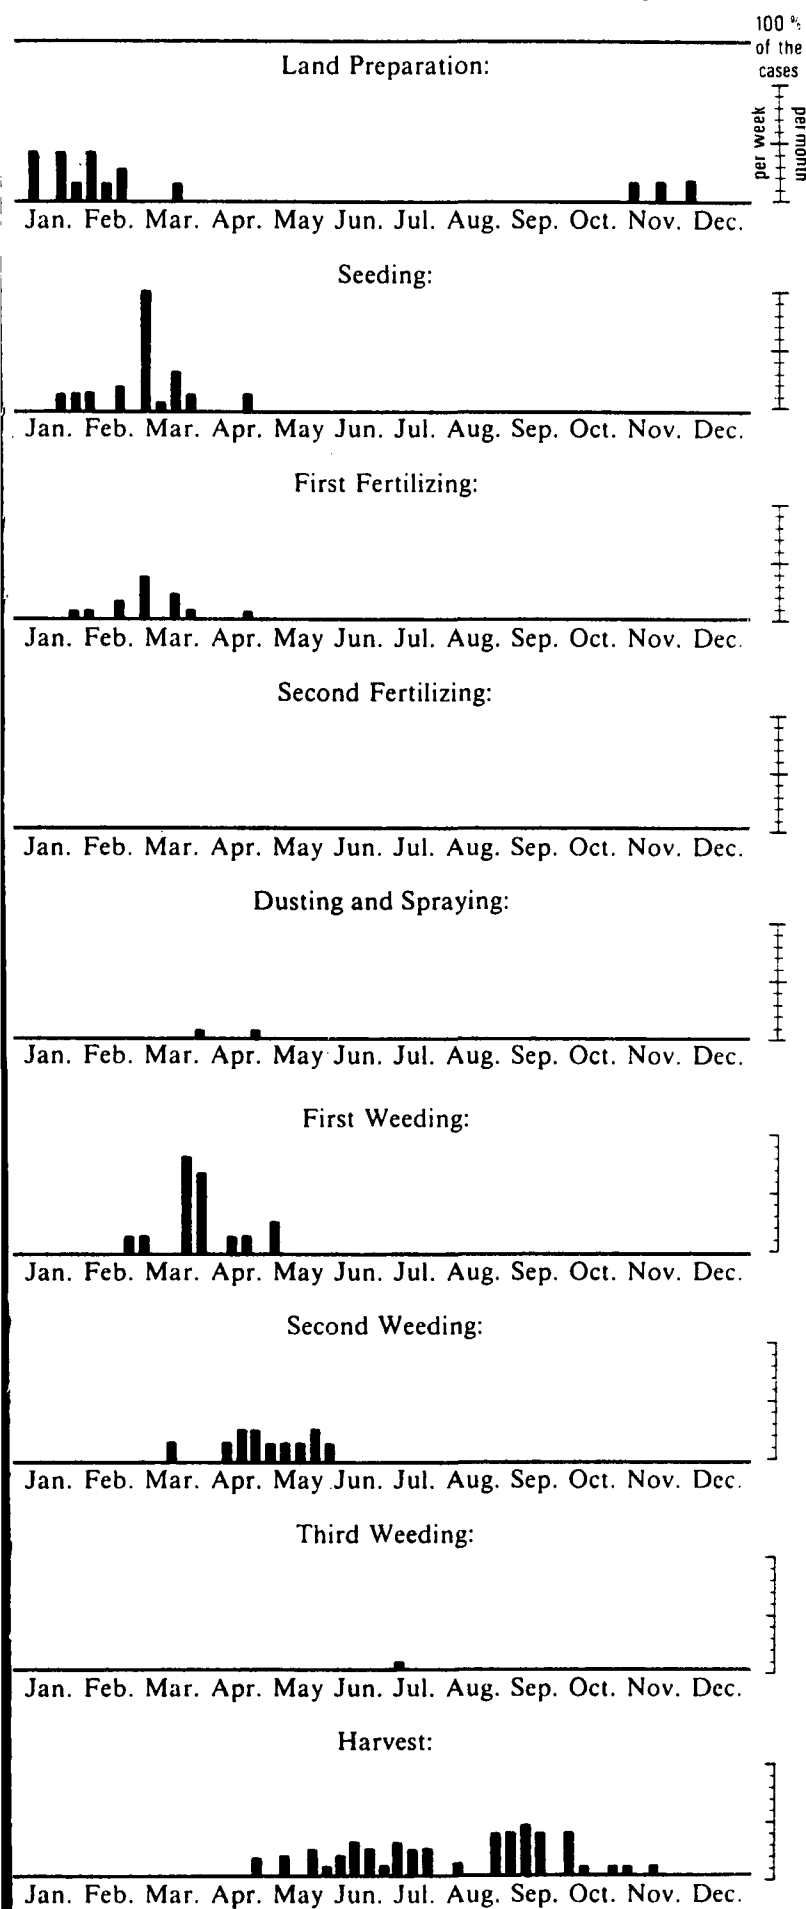 100 %
of the
cases
Land Preparation:
per week
per month
Jan. Feb. Mar. Apr. May Jun. Jul. Aug. Sep. Oct. Nov. Dec.
Seeding:
Jan. Feb. Mar. Apr. May Jun. Jul. Aug. Sep. Oct. Nov. Dec.
First Fertilizing:
Jan. Feb. Mar. Apr. May Jun. Jul. Aug. Sep. Oct. Nov. Dec.
Second Fertilizing:
Jan. Feb. Mar. Apr. May Jun. Jul. Aug. Sep. Oct. Nov. Dec.
Dusting and Spraying:
Jan. Feb. Mar. Apr. May Jun. Jul. Aug. Sep. Oct. Nov. Dec.
First Weeding:
Jan. Feb. Mar. Apr. May Jun. Jul. Aug. Sep. Oct. Nov. Dec.
Second Weeding:
Jan. Feb. Mar. Apr. May Jun. Jul. Aug. Sep. Oct. Nov. Dec.
Third Weeding:
Jan. Feb. Mar. Apr. May Jun. Jul. Aug. Sep. Oct. Nov. Dec.
Harvest:
Jan. Feb. Mar. Apr. May Jun. Jul. Aug. Sep. Oct. Nov. Dec.